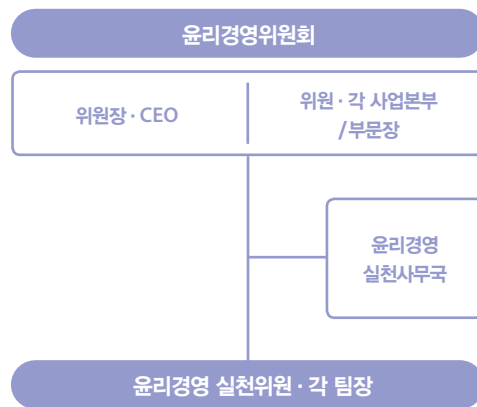 윤리경영위원회
위원장 · CEO
위원 · 각 사업본부
/부문장
윤리경영
실천사무국
윤리경영 실천위원 · 각 팀장